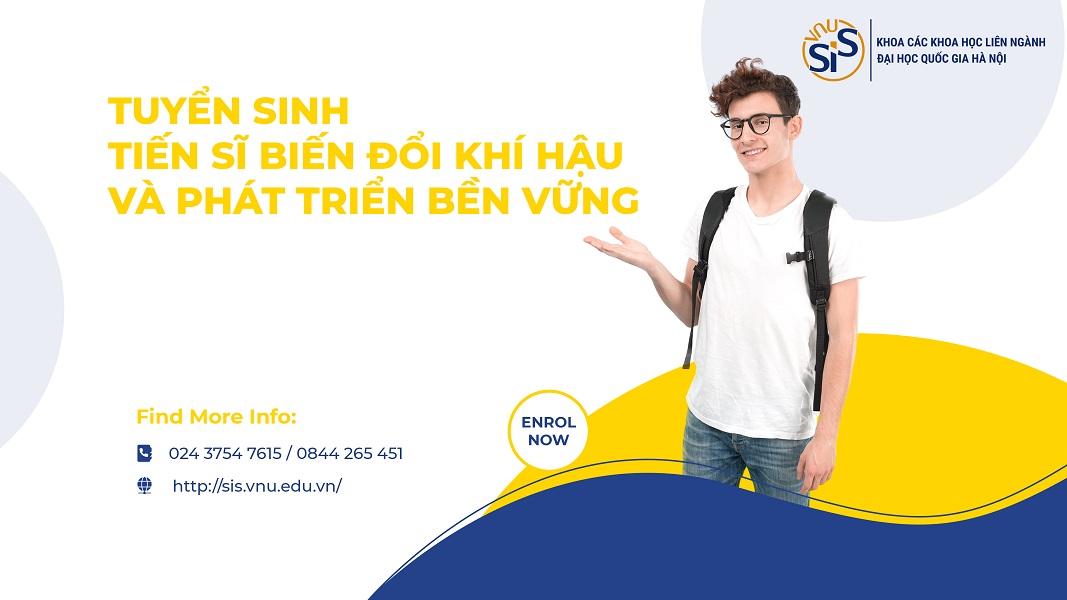 VNU
SiS
KHOA CÁC KHOA HỌC LIÊN NGÀNH
ĐẠI HỌC QUỐC GIA HÀ NỘI
TUYỂN SINH
TIẾN SĨ BIẾN ĐỔI KHÍ HẬU
VÀ PHÁT TRIỂN BỀN VỮNG
Find More Info:
024 3754 7615 / 0844 265 451
http://sis.vnu.edu.vn/
ENROL
NOW